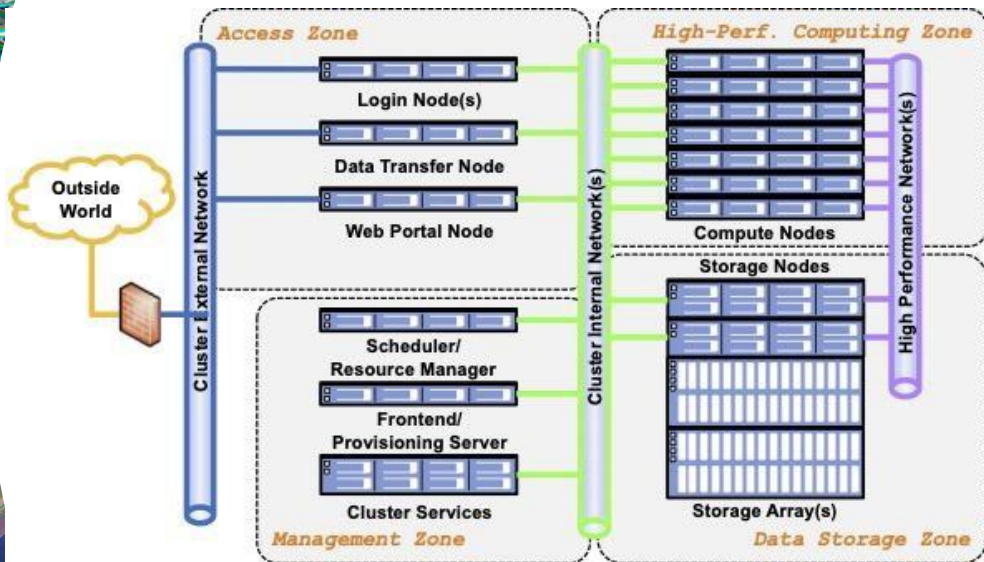 Access Zone
High-Perf. Computing Zone
Login Node(s)
Data Transfer Node
Web Portal Node
Outside
World
Cluster External Network
Cluster Internal Network(s)
High Performance Network(s)
Compute Nodes
Storage Nodes
Scheduler/
Resource Manager
Frontend/
Provisioning Server
Cluster Services
Storage Array(s)
Management Zone
Data Storage Zone